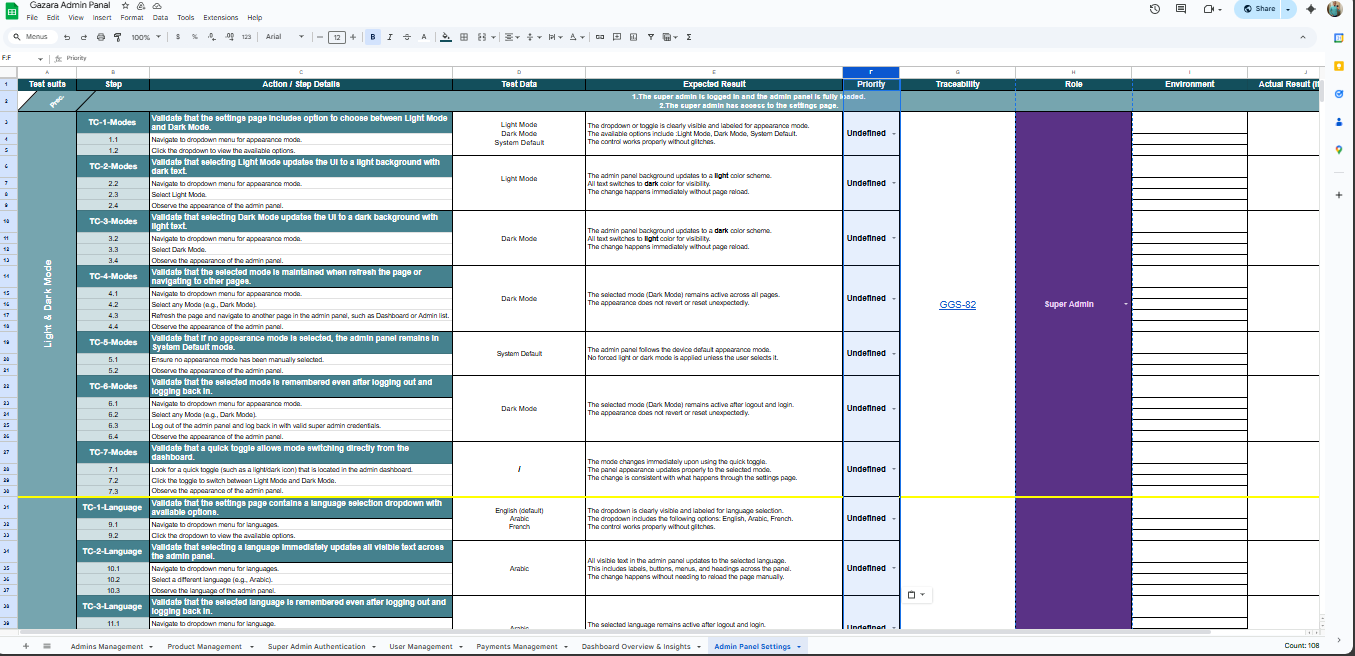 Gazara Admin Panal
File Edit View Insert Format Data Tools Extensions Help
Share
Menus 100% $ % 123 Arial 12 B I A
F:F fx Priority
A B C D E F G H I J
1 Test suits Step Action / Step Details Test Data Expected Result Priority Traceability Role Environment Actual Result (I
2 Prec. 1.The super admin is logged in and the admin panel is fully loaded.
2.The super admin has access to the settings page.
Light & Dark Mode
GGS-82
Super Admin
3 TC-1-Modes Validate that the settings page includes option to choose between Light Mode
and Dark Mode.
4 1.1 Navigate to dropdown menu for appearance mode.
5 1.2 Click the dropdown to view the available options.
Light Mode
Dark Mode
System Default
The dropdown or toggle is clearly visible and labeled for appearance mode.
The available options include :Light Mode, Dark Mode, System Default.
The control works properly without glitches.
Undefined
6 TC-2-Modes Validate that selecting Light Mode updates the UI to a light background with
dark text.
7 2.2 Navigate to dropdown menu for appearance mode.
8 2.3 Select Light Mode.
9 2.4 Observe the appearance of the admin panel.
Light Mode
The admin panel background updates to a light color scheme.
All text switches to dark color for visibility.
The change happens immediately without page reload.
Undefined
10 TC-3-Modes Validate that selecting Dark Mode updates the UI to a dark background with
light text.
11 3.2 Navigate to dropdown menu for appearance mode.
12 3.3 Select Dark Mode.
13 3.4 Observe the appearance of the admin panel.
Dark Mode
The admin panel background updates to a dark color scheme.
All text switches to light color for visibility.
The change happens immediately without page reload.
Undefined
14 TC-4-Modes Validate that the selected mode is maintained when refresh the page or
navigating to other pages.
15 4.1 Navigate to dropdown menu for appearance mode.
16 4.2 Select any Mode (e.g., Dark Mode).
17 4.3 Refresh the page and navigate to another page in the admin panel, such as Dashboard or Admin list.
18 4.4 Observe the appearance of the admin panel.
Dark Mode
The selected mode (Dark Mode) remains active across all pages.
The appearance does not revert or reset unexpectedly.
Undefined
19 TC-5-Modes Validate that if no appearance mode is selected, the admin panel remains in
System Default mode.
20 5.1 Ensure no appearance mode has been manually selected.
21 5.2 Observe the appearance of the admin panel.
System Default
The admin panel follows the device default appearance mode.
No forced light or dark mode is applied unless the user selects it.
Undefined
22 TC-6-Modes Validate that the selected mode is remembered even after logging out and
logging back in.
23 6.1 Navigate to dropdown menu for appearance mode.
24 6.2 Select any Mode (e.g., Dark Mode).
25 6.3 Log out of the admin panel and log back in with valid super admin credentials.
26 6.4 Observe the appearance of the admin panel.
Dark Mode
The selected mode (Dark Mode) remains active after logout and login.
The appearance does not revert or reset unexpectedly.
Undefined
27 TC-7-Modes Validate that a quick toggle allows mode switching directly from the
dashboard.
28 7.1 Look for a quick toggle (such as a light/dark icon) that is located in the admin dashboard.
29 7.2 Click the toggle to switch between Light Mode and Dark Mode.
30 7.3 Observe the appearance of the admin panel.
/
The mode changes immediately upon using the quick toggle.
The panel appearance updates properly to the selected mode.
The change is consistent with what happens through the settings page.
Undefined
31 TC-1-Language Validate that the settings page contains a language selection dropdown with
available options.
32 9.1 Navigate to dropdown menu for languages.
33 9.2 Click the dropdown to view the available options.
English (default)
Arabic
French
The dropdown is clearly visible and labeled for language selection.
The dropdown includes the following options: English, Arabic, French.
The control works properly without glitches.
Undefined
34 TC-2-Language Validate that selecting a language immediately updates all visible text across
the admin panel.
35 10.1 Navigate to dropdown menu for languages.
36 10.2 Select a different language (e.g., Arabic).
37 10.3 Observe the language of the admin panel.
Arabic
All visible text in the admin panel updates to the selected language.
This includes labels, buttons, menus, and headings across the panel.
The change happens without needing to reload the page manually.
Undefined
38 TC-3-Language Validate that the selected language is remembered even after logging out and
logging back in.
39 11.1 Navigate to dropdown menu for language.
Arabic
The selected language remains active after logout and login.
Undefined
Admins Management Product Management Super Admin Authentication User Management Payments Management Dashboard Overview & Insights Admin Panel Settings Count: 108